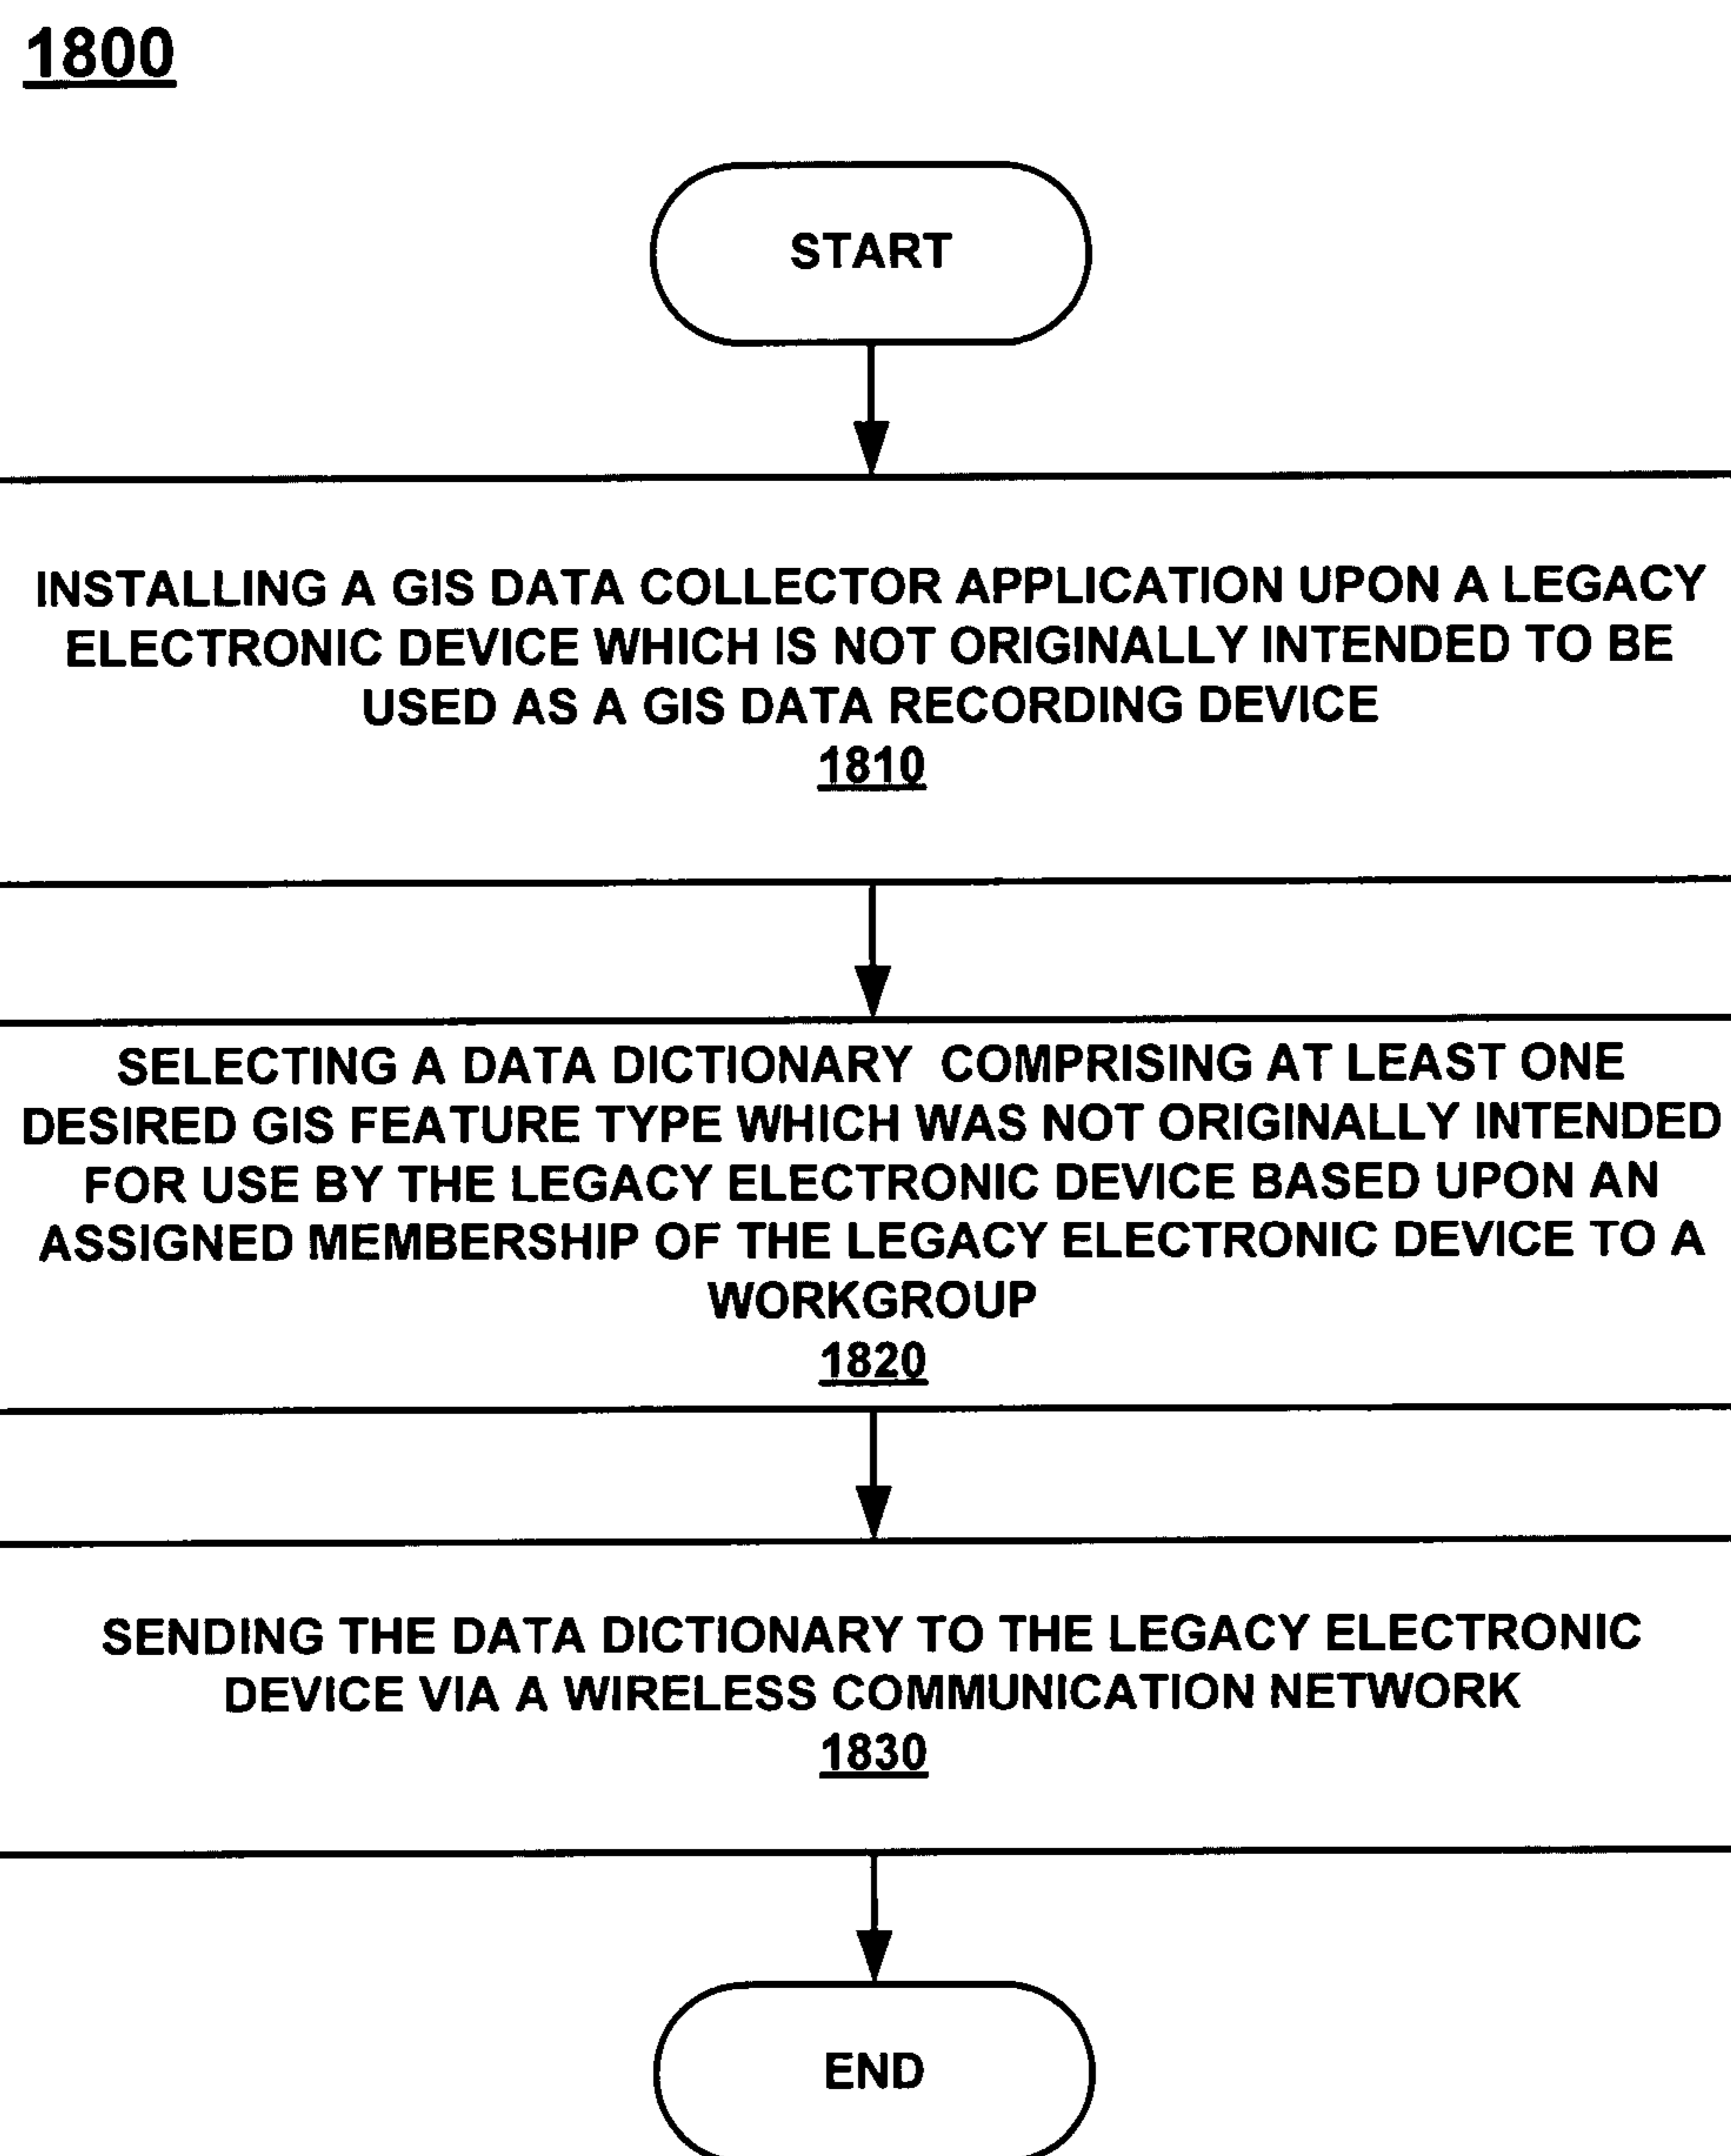 1800
START
INSTALLING A GIS DATA COLLECTOR APPLICATION UPON A LEGACY
ELECTRONIC DEVICE WHICH IS NOT ORIGINALLY INTENDED TO BE
USED AS A GIS DATA RECORDING DEVICE
1810
SELECTING A DATA DICTIONARY COMPRISING AT LEAST ONE
DESIRED GIS FEATURE TYPE WHICH WAS NOT ORIGINALLY INTENDED
FOR USE BY THE LEGACY ELECTRONIC DEVICE BASED UPON AN
ASSIGNED MEMBERSHIP OF THE LEGACY ELECTRONIC DEVICE TO A
WORKGROUP
1820
SENDING THE DATA DICTIONARY TO THE LEGACY ELECTRONIC
DEVICE VIA A WIRELESS COMMUNICATION NETWORK
1830
END